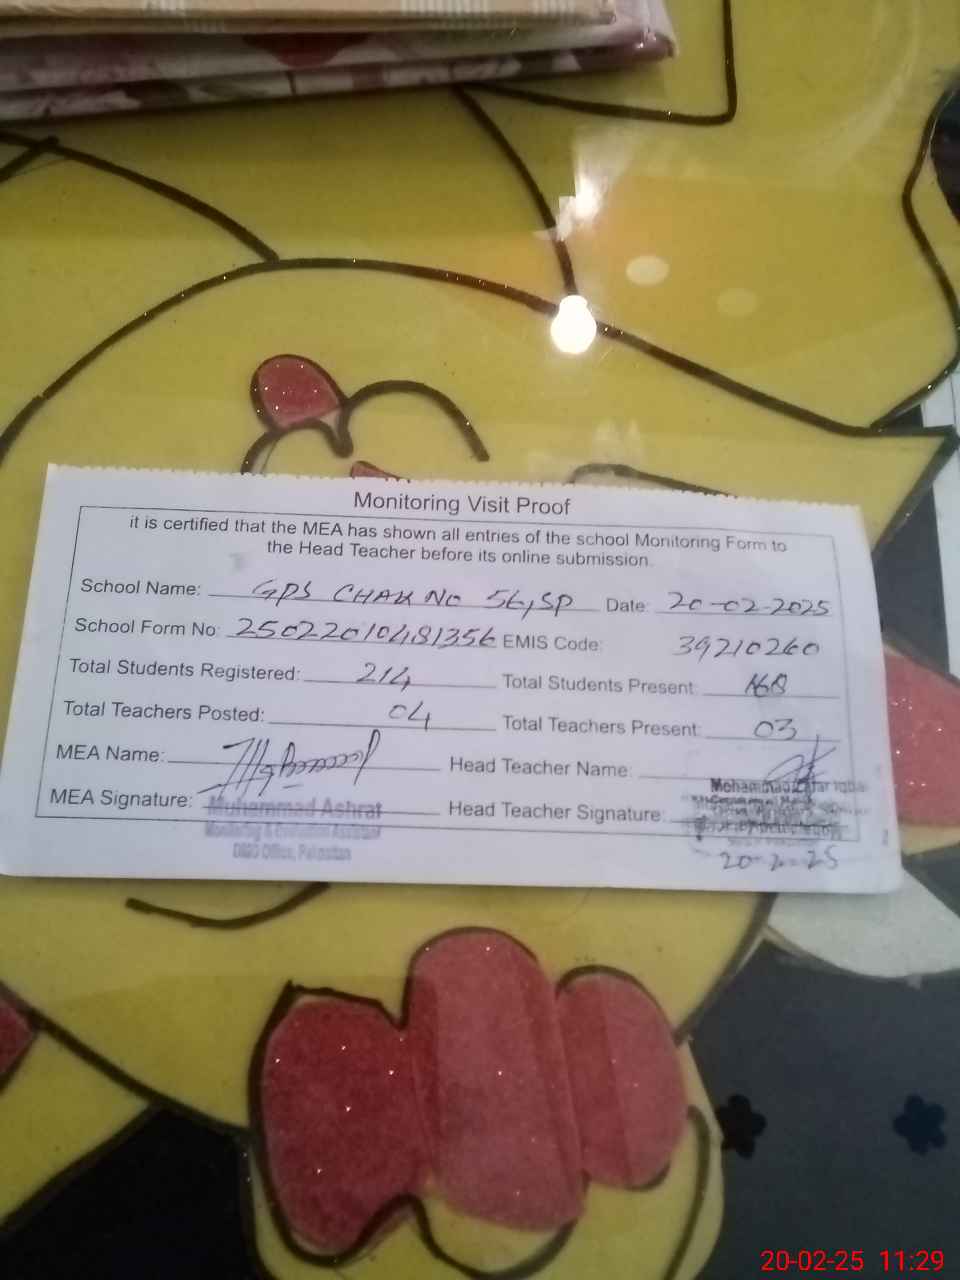 Monitoring Visit Proof
it is certified that the MEA has shown all entries of the school Monitoring Form to
the Head Teacher before its online submission.
School Name: GPS CHAK NO 56/SP Date: 20-02-2025
School Form No: 25022010481356 EMIS Code: 39210260
Total Students Registered: 214 Total Students Present: 168
Total Teachers Posted: 04 Total Teachers Present: 03
MEA Name: Head Teacher Name:
MEA Signature: Head Teacher Signature:
Muhammad Ashraf
Monitoring & Evaluation Assistant
DMO Office, Pakpattan
Mohammad Zafar Iqbal
20-2-25
20-02-25 11:29